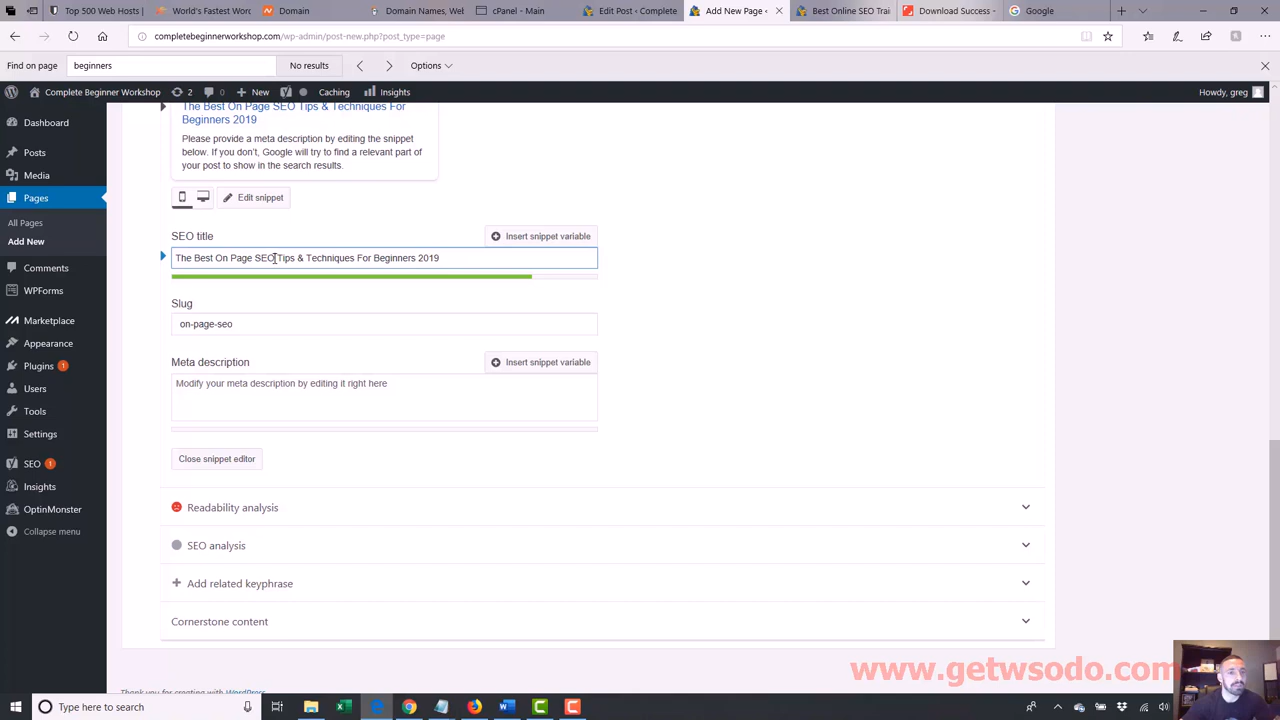 Domain Names, Web
cPanel - Main
Edit Post ‹ Complete
Add New Page ‹
Best Online SEO Trai
Download Success -
Google
completebeginnerworkshop.com/wp-admin/post-new.php?post_type=page
Find on page
beginners
No results
Options
Complete Beginner Workshop
2
0
New
Caching
Insights
Howdy, greg
Dashboard
Posts
Media
Pages
All Pages
Add New
Comments
WPForms
Marketplace
Appearance
Plugins 1
Users
Tools
Settings
SEO 1
Insights
OptinMonster
Collapse menu
The Best On Page SEO Tips & Techniques For
Beginners 2019
Please provide a meta description by editing the snippet
below. If you don't, Google will try to find a relevant part of
your post to show in the search results.
Edit snippet
SEO title
Insert snippet variable
The Best On Page SEO Tips & Techniques For Beginners 2019
Slug
on-page-seo
Meta description
Insert snippet variable
Modify your meta description by editing it right here
Close snippet editor
Readability analysis
SEO analysis
Add related keyphrase
Cornerstone content
Thank you for creating with WordPress.
www.getwsodo.com
Type here to search